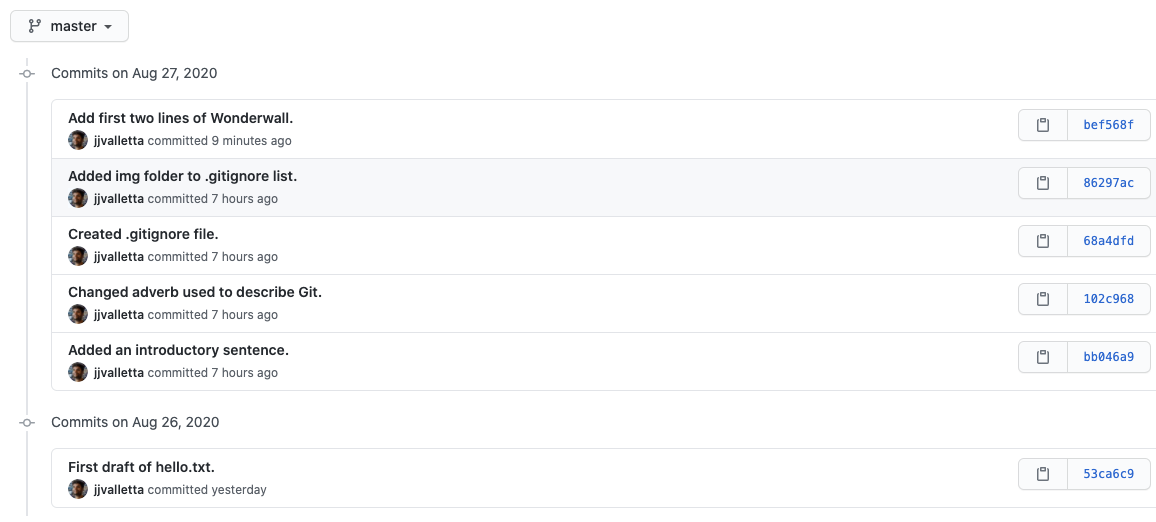 master
Commits on Aug 27, 2020
Add first two lines of Wonderwall.
jjvalletta committed 9 minutes ago
bef568f
Added img folder to .gitignore list.
jjvalletta committed 7 hours ago
86297ac
Created .gitignore file.
jjvalletta committed 7 hours ago
68a4dfd
Changed adverb used to describe Git.
jjvalletta committed 7 hours ago
102c968
Added an introductory sentence.
jjvalletta committed 7 hours ago
bb046a9
Commits on Aug 26, 2020
First draft of hello.txt.
jjvalletta committed yesterday
53ca6c9